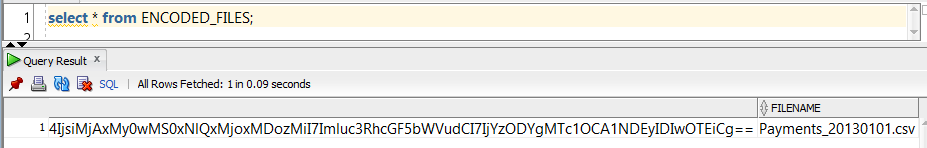 1 select * from ENCODED_FILES;
2
Query Result x
SQL | All Rows Fetched: 1 in 0.09 seconds
FILENAME
1 4IjsiMjAxMy0wMS0xNlQxMjoxMDozMiI7Imluc3RhcGF5bWVudCI7IjYzODYgMTc1OCA1NDEyIDIwOTEiCg== Payments_20130101.csv